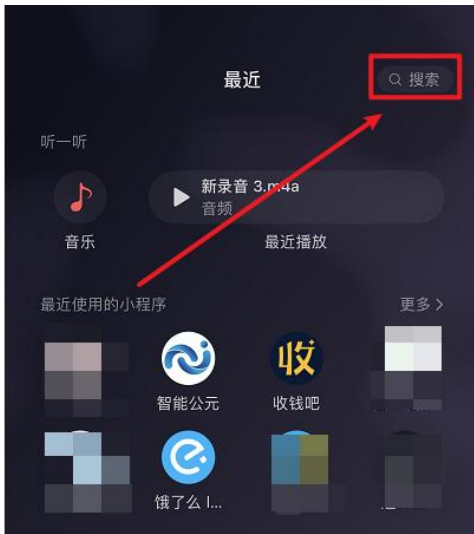 最近
搜索
听一听
新录音 3.m4a
音频
音乐
最近播放
最近使用的小程序
更多 >
智能公元
收
收钱吧
饿了么 I...